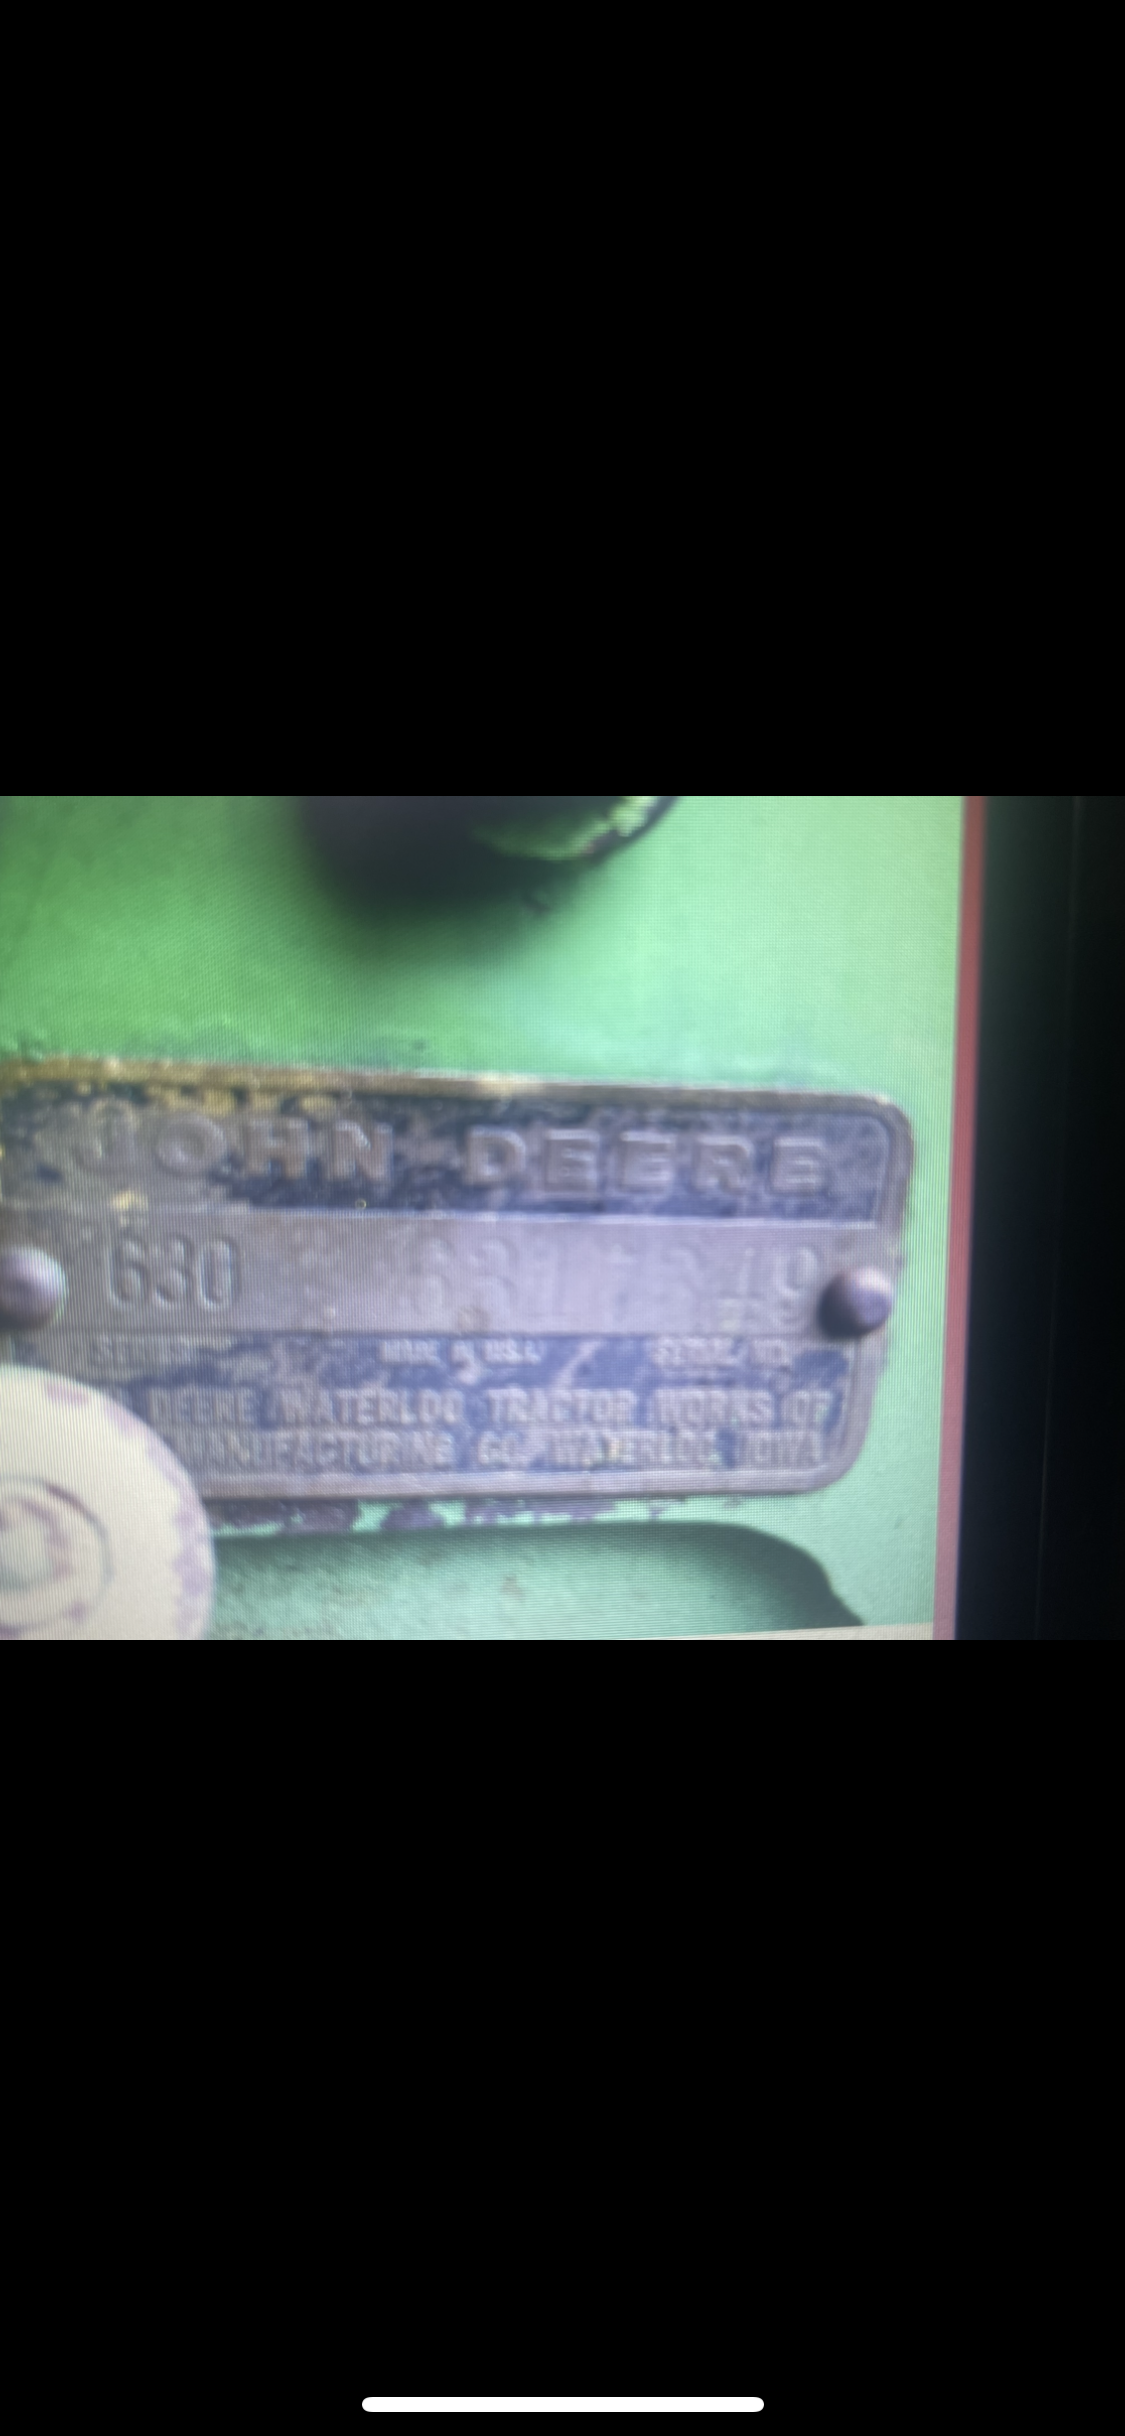 JOHN DEERE
630
SERIES MADE IN U.S.A. SERIAL NO.
DEERE WATERLOO TRACTOR WORKS OF
MANUFACTURING CO. WATERLOO, IOWA